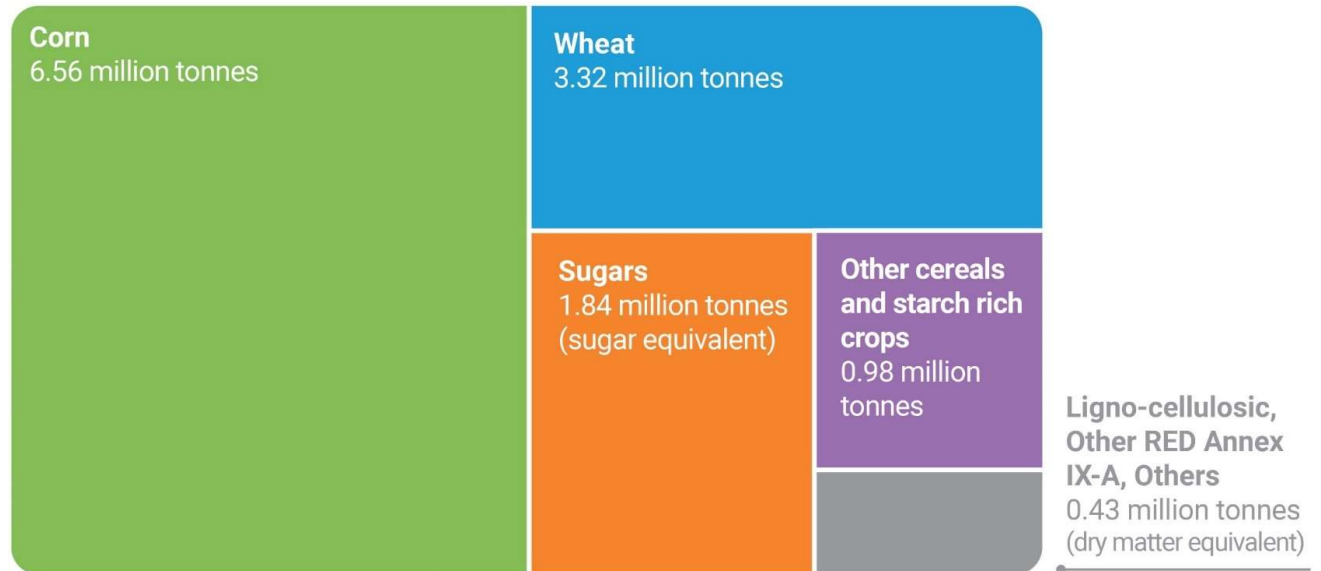 Corn
6.56 million tonnes
Wheat
3.32 million tonnes
Sugars
1.84 million tonnes
(sugar equivalent)
Other cereals
and starch rich
crops
0.98 million
tonnes
Ligno-cellulosic,
Other RED Annex
IX-A, Others
0.43 million tonnes
(dry matter equivalent)